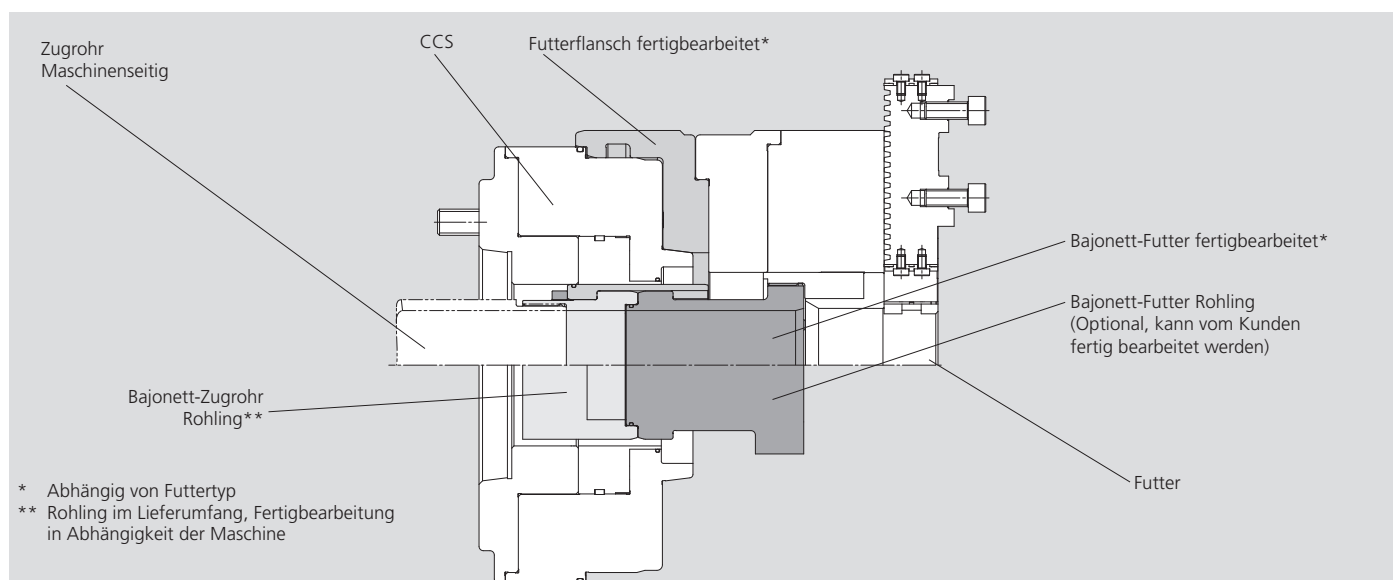 Zugrohr
Maschinenseitig
CCS
Futterflansch fertigbearbeitet*
Bajonett-Futter fertigbearbeitet*
Bajonett-Futter Rohling
(Optional, kann vom Kunden
fertig bearbeitet werden)
Bajonett-Zugrohr
Rohling**
Futter
* Abhängig von Futtertyp
** Rohling im Lieferumfang, Fertigbearbeitung
in Abhängigkeit der Maschine